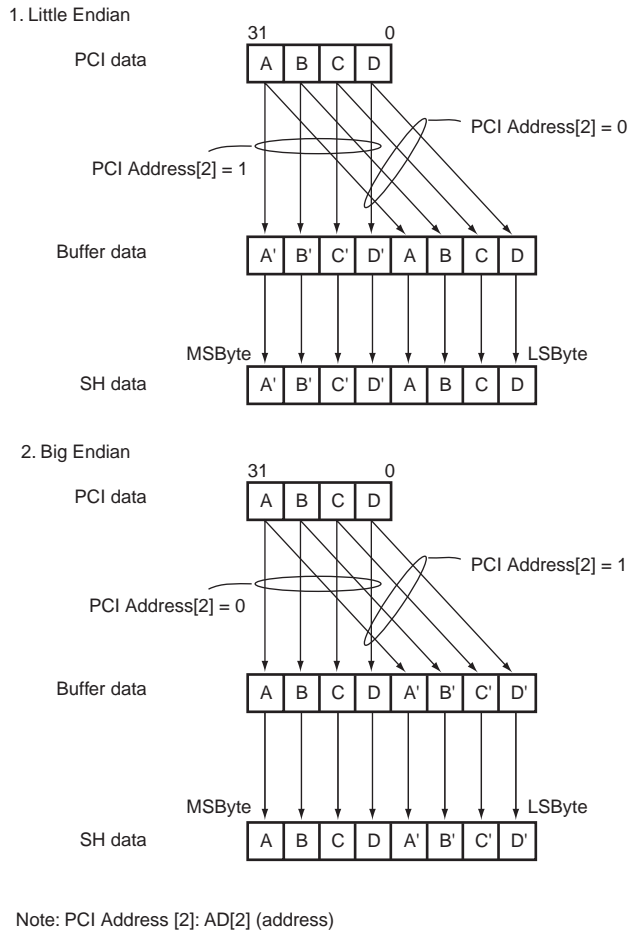 1. Little Endian
31 0
PCI data A B C D
PCI Address[2] = 0
PCI Address[2] = 1
Buffer data A' B' C' D' A B C D
MSByte LSByte
SH data A' B' C' D' A B C D
2. Big Endian
31 0
PCI data A B C D
PCI Address[2] = 1
PCI Address[2] = 0
Buffer data A B C D A' B' C' D'
MSByte LSByte
SH data A B C D A' B' C' D'
Note: PCI Address [2]: AD[2] (address)